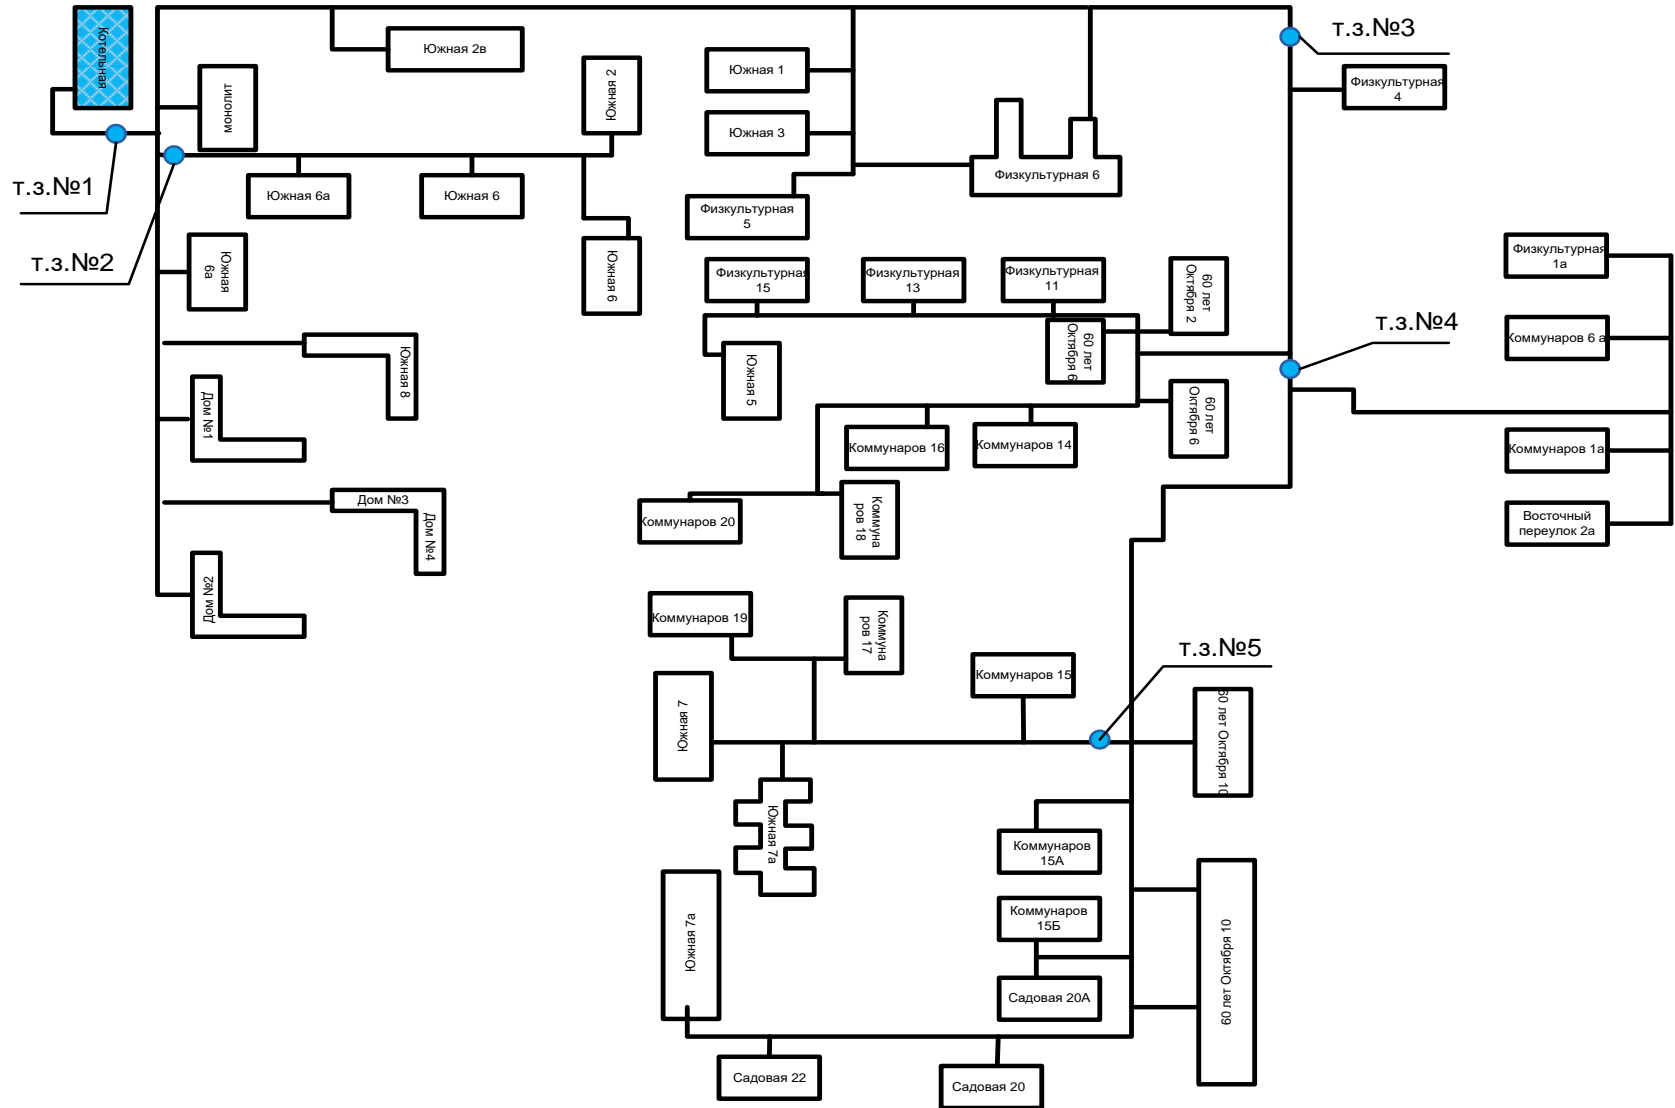 Котельная
монолит
Южная 2в
Южная 2
Южная 1
Южная 3
Физкультурная 6
т.з.№3
Физкультурная
4
т.з.№1
т.з.№2
Южная 6а
Южная 6
Физкультурная
5
Южная
6а
Южная 9
Физкультурная
15
Физкультурная
13
Физкультурная
11
60 лет
Октября 2
60 лет
Октября 6
т.з.№4
Физкультурная
1а
Коммунаров 6 а
Южная 8
Южная 5
Дом №1
60 лет
Октября 6
Коммунаров 16
Коммунаров 14
Коммунаров 1а
Дом №3
Дом №4
Коммунаров 20
Коммуна
ров 18
Восточный
переулок 2а
Дом №2
Коммунаров 19
Коммуна
ров 17
Коммунаров 15
т.з.№5
Южная 7
60 лет Октября 10
Южная 7а
Коммунаров
15А
Южная 7а
Коммунаров
15Б
60 лет Октября 10
Садовая 20А
Садовая 22
Садовая 20